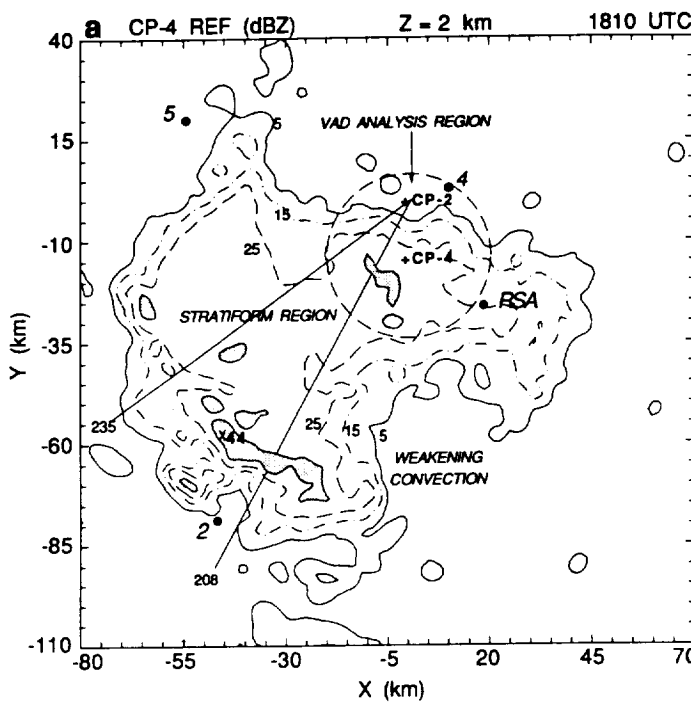 a CP-4 REF (dBZ) Z = 2 km 1810 UTC
40
5
5
VAD ANALYSIS REGION
15
4
+CP-2
15
-10
25
+CP-4
RSA
STRATIFORM REGION
Y (km)
-35
25
15
5
235
x44
-60
WEAKENING
CONVECTION
2
-85
208
-110
-80 -55 -30 -5 20 45 70
X (km)